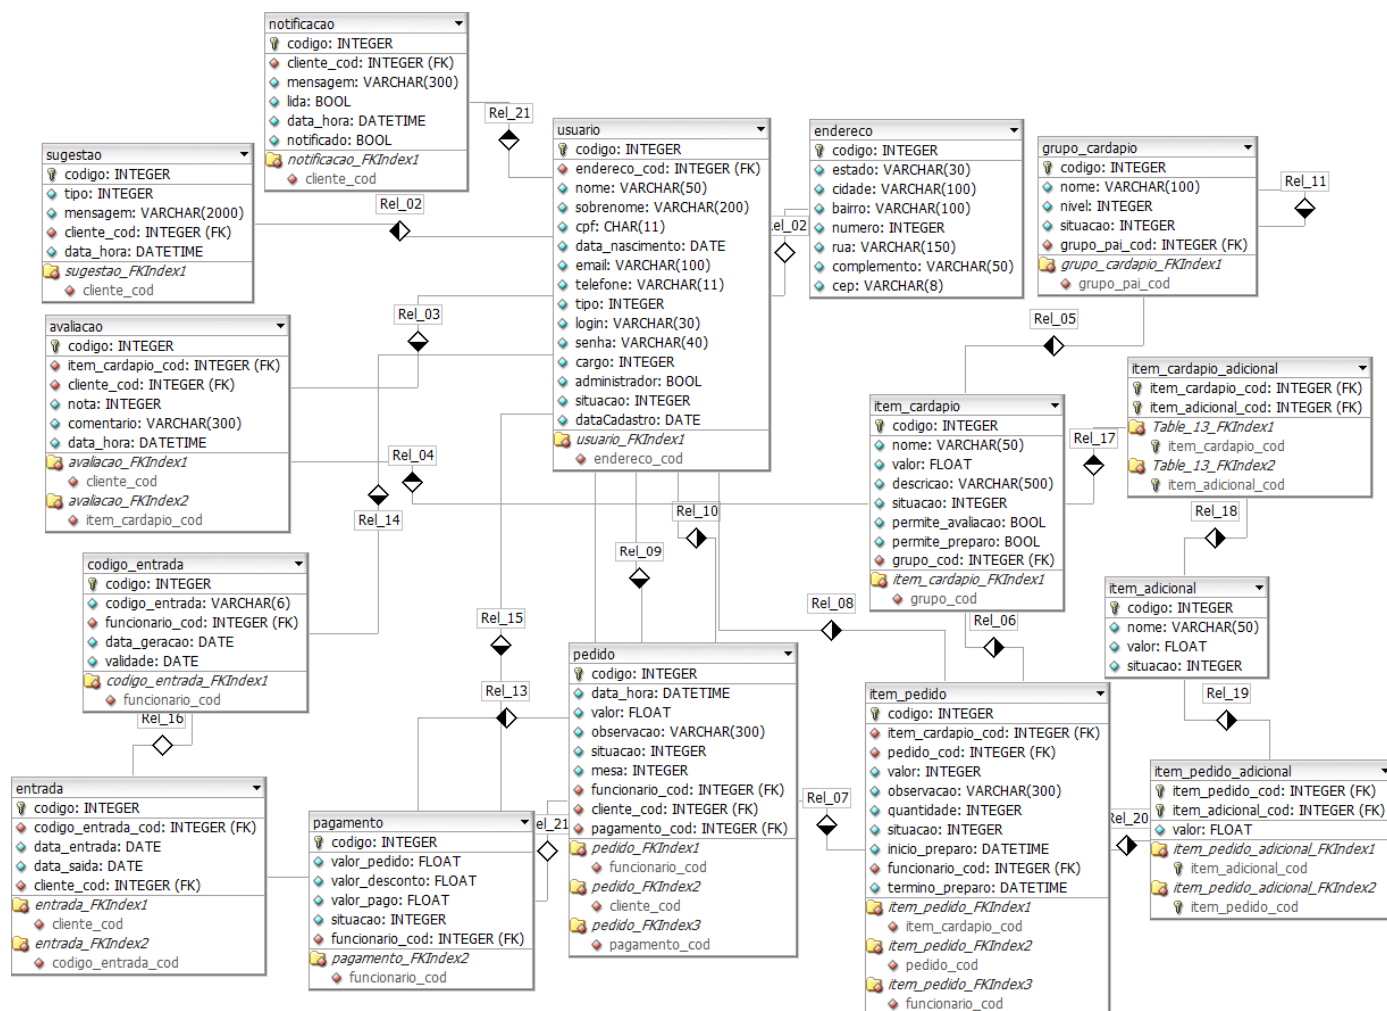 notificacao
codigo: INTEGER
cliente_cod: INTEGER (FK)
mensagem: VARCHAR(300)
lida: BOOL
data_hora: DATETIME
notificado: BOOL
notificacao_FKIndex1
cliente_cod
Rel_21
sugestao
codigo: INTEGER
tipo: INTEGER
mensagem: VARCHAR(2000)
cliente_cod: INTEGER (FK)
data_hora: DATETIME
sugestao_FKIndex1
cliente_cod
Rel_02
usuario
codigo: INTEGER
endereco_cod: INTEGER (FK)
nome: VARCHAR(50)
sobrenome: VARCHAR(200)
cpf: CHAR(11)
data_nascimento: DATE
email: VARCHAR(100)
telefone: VARCHAR(11)
tipo: INTEGER
login: VARCHAR(30)
senha: VARCHAR(40)
cargo: INTEGER
administrador: BOOL
situacao: INTEGER
dataCadastro: DATE
usuario_FKIndex1
endereco_cod
el_02
endereco
codigo: INTEGER
estado: VARCHAR(30)
cidade: VARCHAR(100)
bairro: VARCHAR(100)
numero: INTEGER
rua: VARCHAR(150)
complemento: VARCHAR(50)
cep: VARCHAR(8)
grupo_cardapio
codigo: INTEGER
nome: VARCHAR(100)
nivel: INTEGER
situacao: INTEGER
grupo_pai_cod: INTEGER (FK)
grupo_cardapio_FKIndex1
grupo_pai_cod
Rel_11
Rel_05
avaliacao
codigo: INTEGER
item_cardapio_cod: INTEGER (FK)
cliente_cod: INTEGER (FK)
nota: INTEGER
comentario: VARCHAR(300)
data_hora: DATETIME
avaliacao_FKIndex1
cliente_cod
avaliacao_FKIndex2
item_cardapio_cod
Rel_03
Rel_04
Rel_14
item_cardapio
codigo: INTEGER
nome: VARCHAR(50)
valor: FLOAT
descricao: VARCHAR(500)
situacao: INTEGER
permite_avaliacao: BOOL
permite_preparo: BOOL
grupo_cod: INTEGER (FK)
item_cardapio_FKIndex1
grupo_cod
Rel_17
item_cardapio_adicional
item_cardapio_cod: INTEGER (FK)
item_adicional_cod: INTEGER (FK)
Table_13_FKIndex1
item_cardapio_cod
Table_13_FKIndex2
item_adicional_cod
Rel_18
Rel_10
Rel_09
Rel_08
Rel_06
codigo_entrada
codigo: INTEGER
codigo_entrada: VARCHAR(6)
funcionario_cod: INTEGER (FK)
data_geracao: DATE
validade: DATE
codigo_entrada_FKIndex1
funcionario_cod
Rel_16
Rel_15
Rel_13
item_adicional
codigo: INTEGER
nome: VARCHAR(50)
valor: FLOAT
situacao: INTEGER
Rel_19
pedido
codigo: INTEGER
data_hora: DATETIME
valor: FLOAT
observacao: VARCHAR(300)
situacao: INTEGER
mesa: INTEGER
funcionario_cod: INTEGER (FK)
cliente_cod: INTEGER (FK)
pagamento_cod: INTEGER (FK)
pedido_FKIndex1
funcionario_cod
pedido_FKIndex2
cliente_cod
pedido_FKIndex3
pagamento_cod
Rel_07
item_pedido
codigo: INTEGER
item_cardapio_cod: INTEGER (FK)
pedido_cod: INTEGER (FK)
valor: INTEGER
observacao: VARCHAR(300)
quantidade: INTEGER
situacao: INTEGER
inicio_preparo: DATETIME
funcionario_cod: INTEGER (FK)
termino_preparo: DATETIME
item_pedido_FKIndex1
item_cardapio_cod
item_pedido_FKIndex2
pedido_cod
item_pedido_FKIndex3
funcionario_cod
Rel_20
item_pedido_adicional
item_pedido_cod: INTEGER (FK)
item_adicional_cod: INTEGER (FK)
valor: FLOAT
item_pedido_adicional_FKIndex1
item_adicional_cod
item_pedido_adicional_FKIndex2
item_pedido_cod
entrada
codigo: INTEGER
codigo_entrada_cod: INTEGER (FK)
data_entrada: DATE
data_saida: DATE
cliente_cod: INTEGER (FK)
entrada_FKIndex1
cliente_cod
entrada_FKIndex2
codigo_entrada_cod
pagamento
codigo: INTEGER
valor_pedido: FLOAT
valor_desconto: FLOAT
valor_pago: FLOAT
situacao: INTEGER
funcionario_cod: INTEGER (FK)
pagamento_FKIndex2
funcionario_cod
el_21